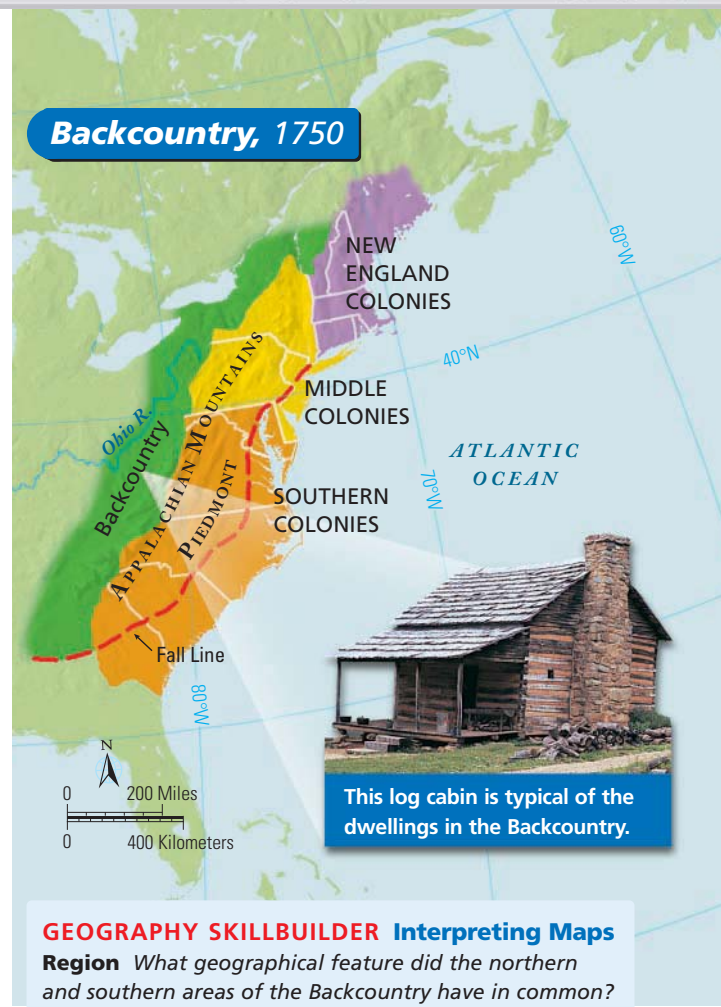 Backcountry, 1750
NEW
ENGLAND
COLONIES
60°W
40°N
MIDDLE
COLONIES
Ohio R.
Backcountry
APPALACHIAN MOUNTAINS
PIEDMONT
ATLANTIC
OCEAN
70°W
SOUTHERN
COLONIES
Fall Line
80°W
N
0 200 Miles
0 400 Kilometers
This log cabin is typical of the
dwellings in the Backcountry.
GEOGRAPHY SKILLBUILDER Interpreting Maps
Region What geographical feature did the northern
and southern areas of the Backcountry have in common?